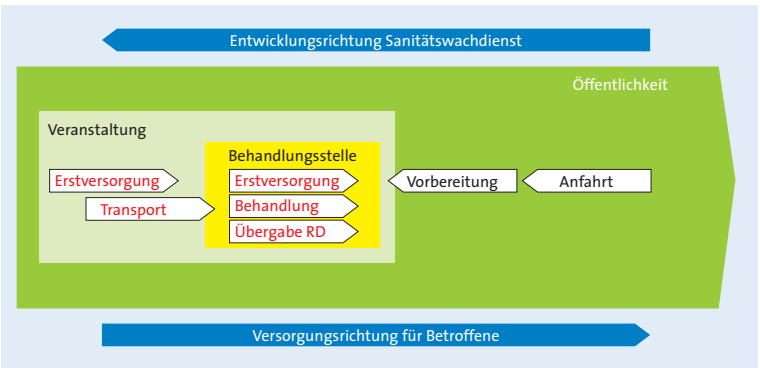 Entwicklungsrichtung Sanitätswachdienst
Öffentlichkeit
Veranstaltung
Behandlungsstelle
Erstversorgung
Transport
Erstversorgung
Behandlung
Übergabe RD
Vorbereitung
Anfahrt
Versorgungsrichtung für Betroffene